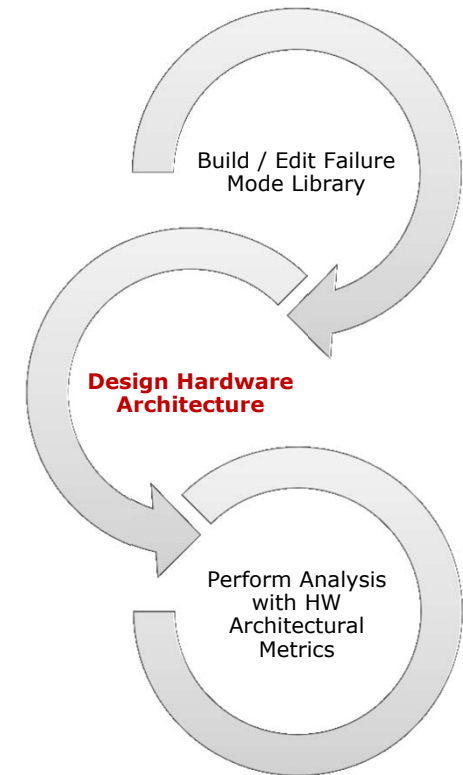 Build / Edit Failure
Mode Library
Design Hardware
Architecture
Perform Analysis
with HW
Architectural
Metrics